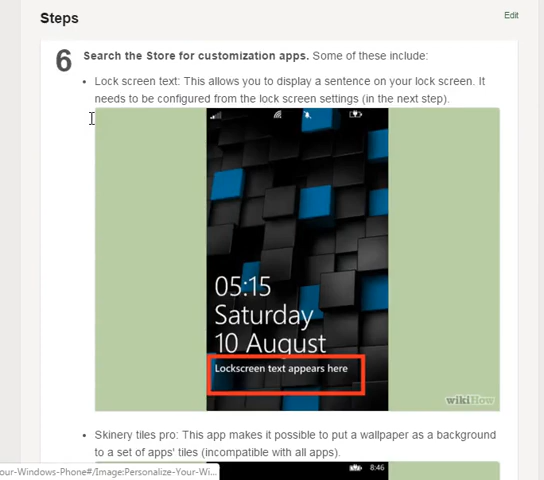 Steps
Edit
6 Search the Store for customization apps. Some of these include:
• Lock screen text: This allows you to display a sentence on your lock screen. It
needs to be configured from the lock screen settings (in the next step).
05:15
Saturday
10 August
Lockscreen text appears here
wikiHow
• Skinery tiles pro: This app makes it possible to put a wallpaper as a background
to a set of apps' tiles (incompatible with all apps).
8:46
our-Windows-Phone#/Image:Personalize-Your-Wi...